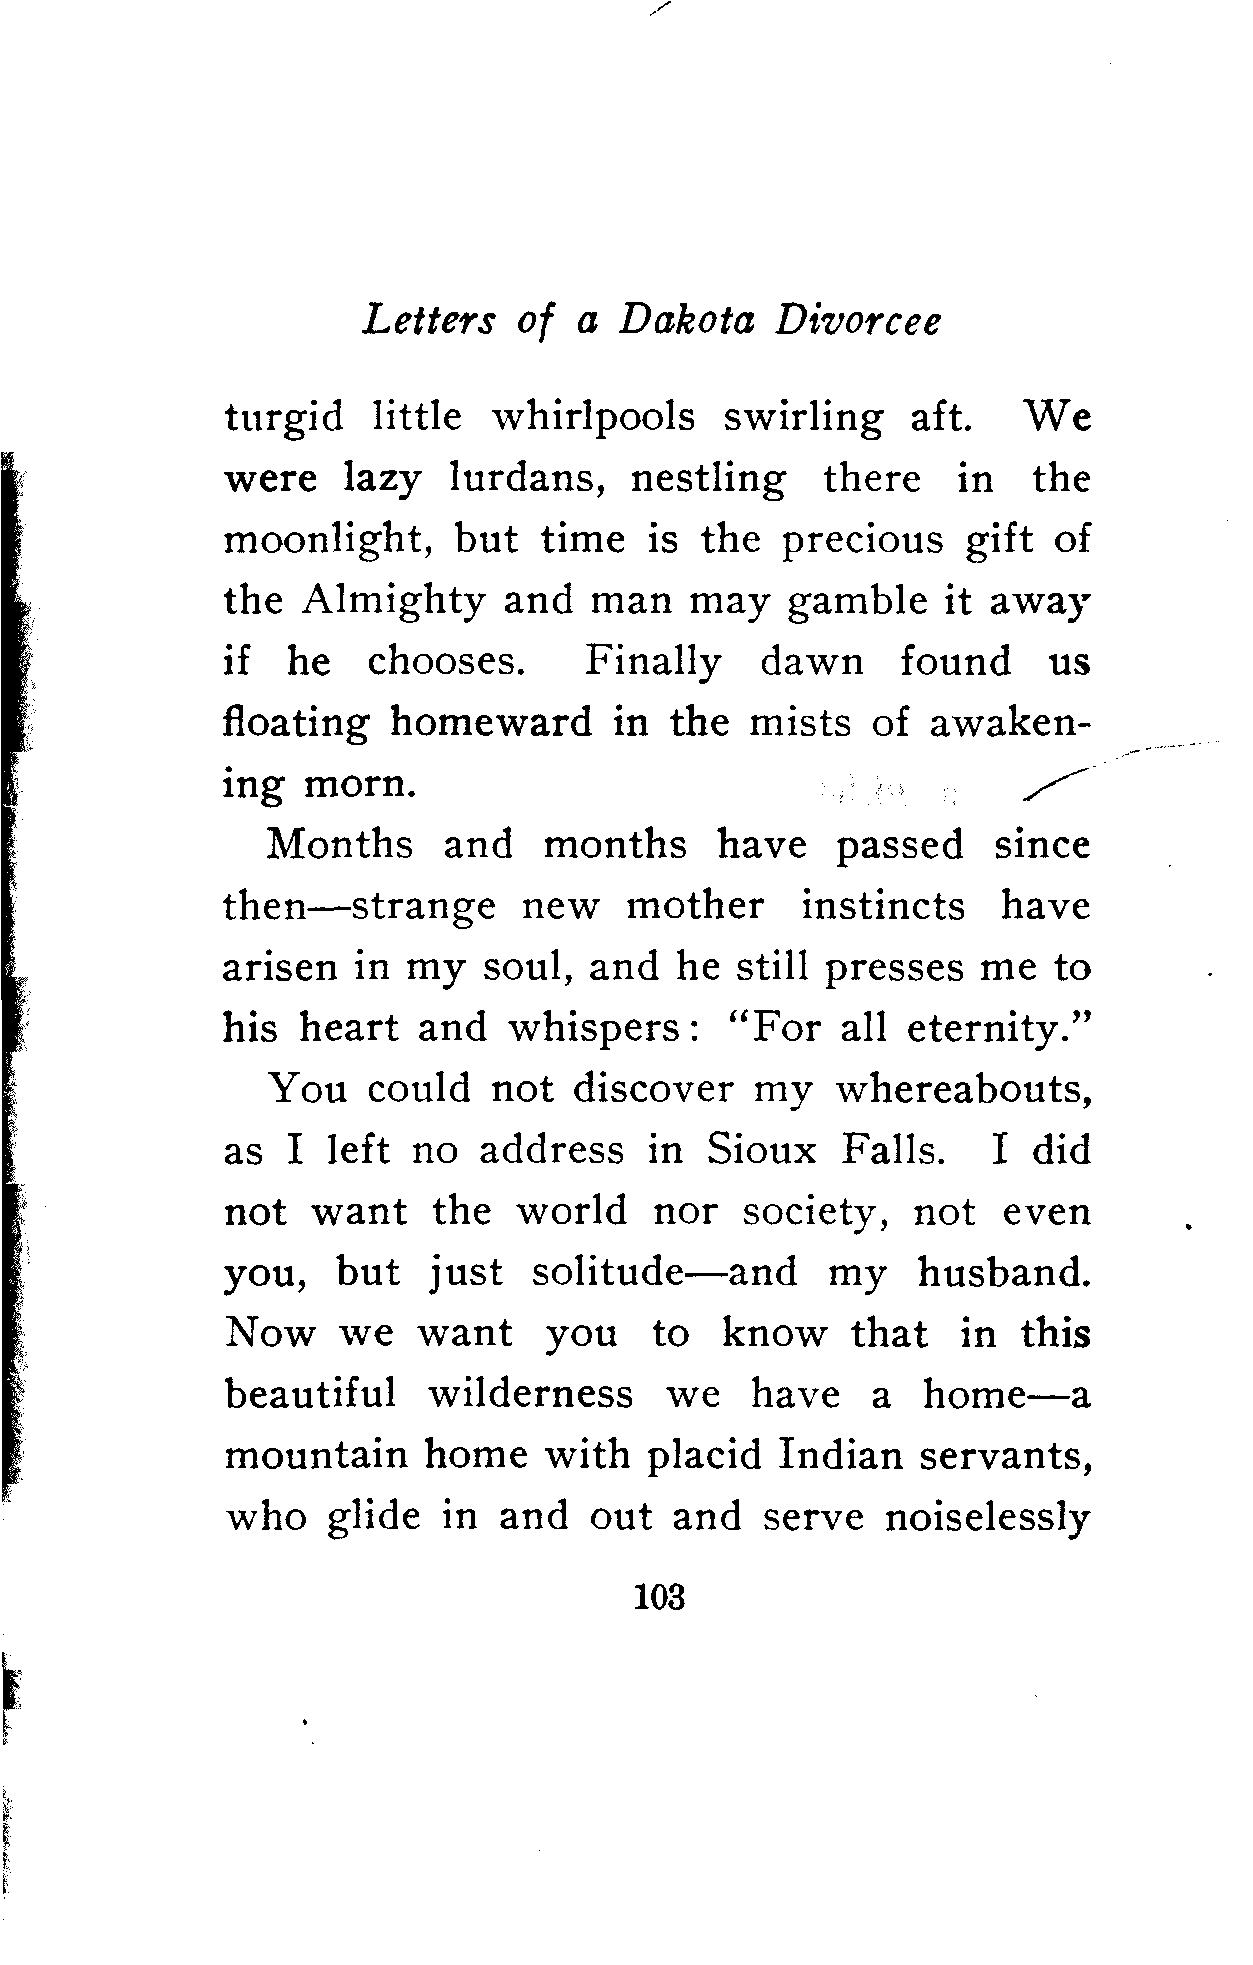 Letters of a Dakota Divorcee
turgid little whirlpools swirling aft. We
were lazy lurdans, nestling there in the
moonlight, but time is the precious gift of
the Almighty and man may gamble it away
if he chooses. Finally dawn found us
floating homeward in the mists of awaken-
ing morn.
Months and months have passed since
then—strange new mother instincts have
arisen in my soul, and he still presses me to
his heart and whispers: "For all eternity."
You could not discover my whereabouts,
as I left no address in Sioux Falls. I did
not want the world nor society, not even
you, but just solitude—and my husband.
Now we want you to know that in this
beautiful wilderness we have a home—a
mountain home with placid Indian servants,
who glide in and out and serve noiselessly
103